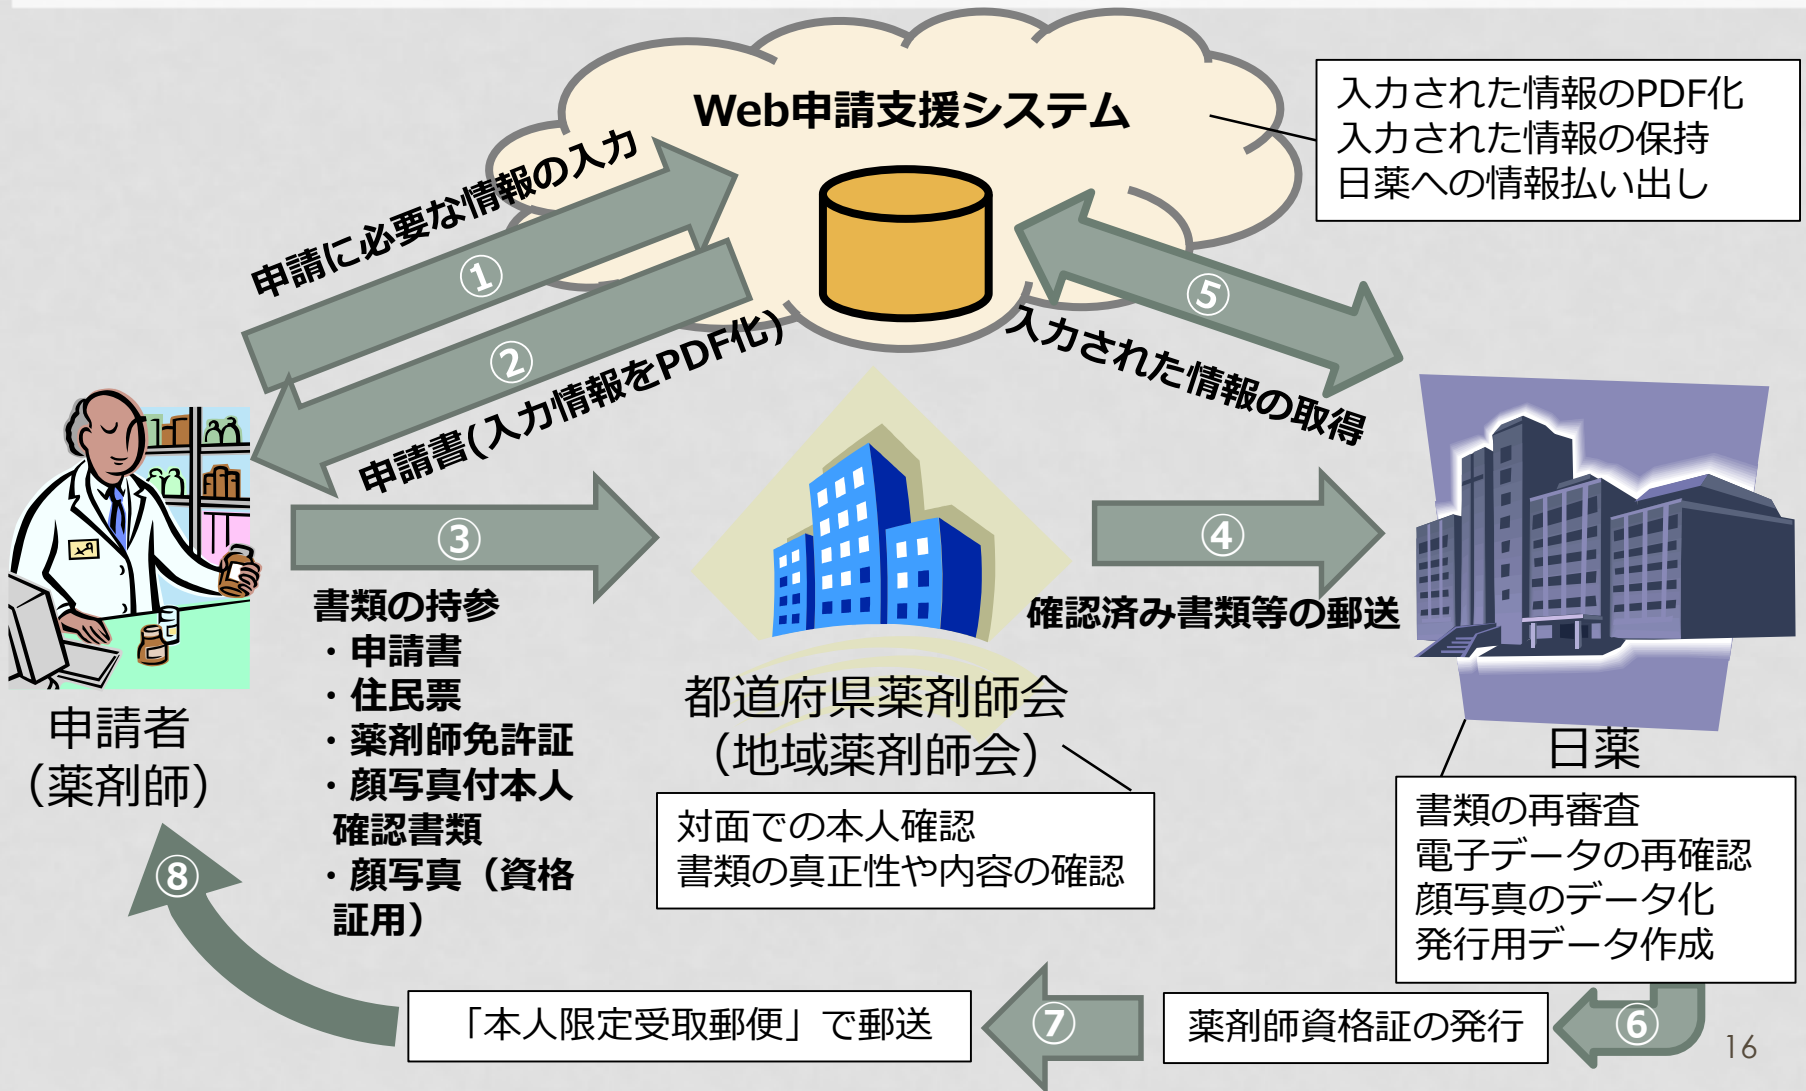 Web申請支援システム
入力された情報のPDF化
入力された情報の保持
日薬への情報払い出し
申請に必要な情報の入力
①
②
申請書(入力情報をPDF化)
⑤
入力された情報の取得
③
書類の持参
・申請書
・住民票
・薬剤師免許証
・顔写真付本人
確認書類
・顔写真（資格
証用）
④
確認済み書類等の郵送
申請者
（薬剤師）
都道府県薬剤師会
（地域薬剤師会）
日薬
対面での本人確認
書類の真正性や内容の確認
書類の再審査
電子データの再確認
顔写真のデータ化
発行用データ作成
⑥
薬剤師資格証の発行
⑦
「本人限定受取郵便」で郵送
⑧
16